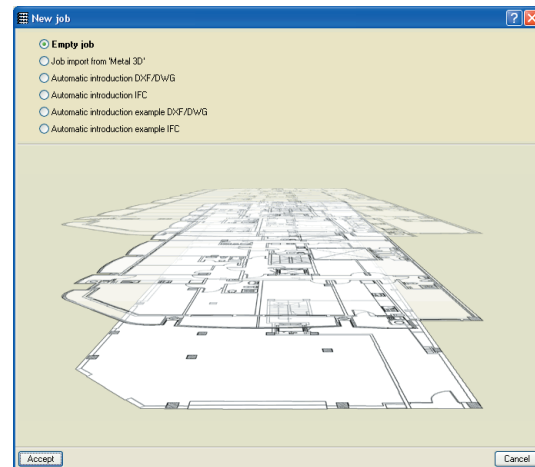 New job
Empty job
Job import from 'Metal 3D'
Automatic introduction DXF/DWG
Automatic introduction IFC
Automatic introduction example DXF/DWG
Automatic introduction example IFC
Accept
Cancel